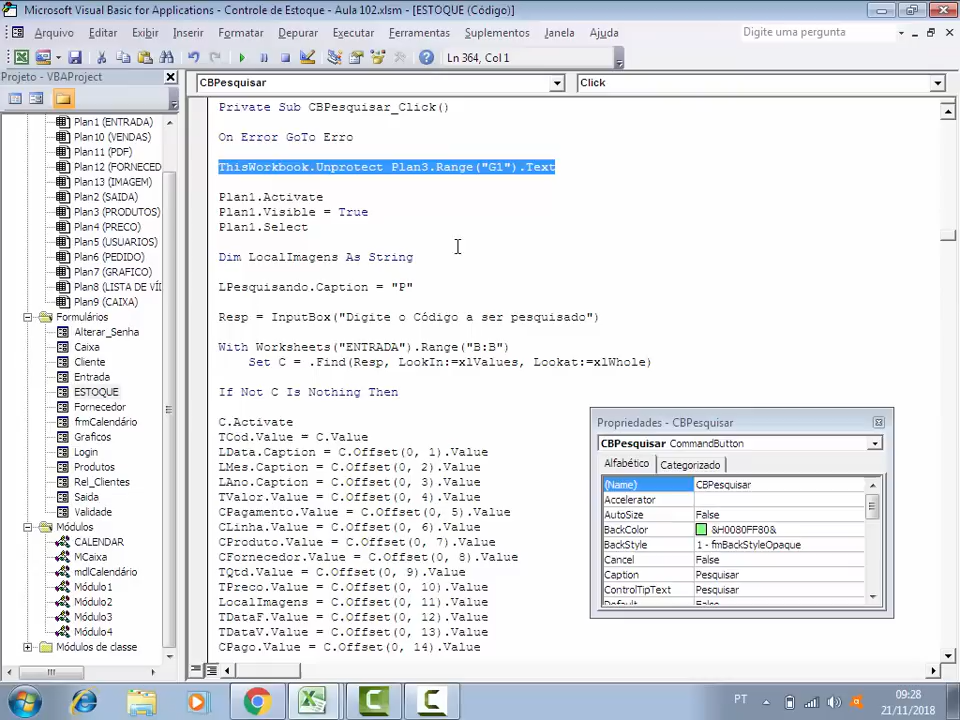 Microsoft Visual Basic for Applications - Controle de Estoque - Aula 102.xlsm - [ESTOQUE (Código)]
Arquivo Editar Exibir Inserir Formatar Depurar Executar Ferramentas Suplementos Janela Ajuda Digite uma pergunta
Ln 364, Col 1
Projeto - VBAProject
CBPesquisar Click
Plan1 (ENTRADA)
Plan10 (VENDAS)
Plan11 (PDF)
Plan12 (FORNECED
Plan13 (IMAGEM)
Plan2 (SAIDA)
Plan3 (PRODUTOS)
Plan4 (PRECO)
Plan5 (USUARIOS)
Plan6 (PEDIDO)
Plan7 (GRAFICO)
Plan8 (LISTA DE VÍ
Plan9 (CAIXA)
Formulários
Alterar_Senha
Caixa
Cliente
Entrada
ESTOQUE
Fornecedor
frmCalendário
Graficos
Login
Produtos
Rel_Clientes
Saida
Validade
Módulos
CALENDAR
MCaixa
mdlCalendário
Módulo1
Módulo2
Módulo3
Módulo4
Módulos de classe
Private Sub CBPesquisar_Click()
On Error GoTo Erro
ThisWorkbook.Unprotect Plan3.Range("G1").Text
Plan1.Activate
Plan1.Visible = True
Plan1.Select
Dim LocalImagens As String
LPesquisando.Caption = "P"
Resp = InputBox("Digite o Código a ser pesquisado")
With Worksheets("ENTRADA").Range("B:B")
Set C = .Find(Resp, LookIn:=xlValues, Lookat:=xlWhole)
If Not C Is Nothing Then
C.Activate
TCod.Value = C.Value
LData.Caption = C.Offset(0, 1).Value
LMes.Caption = C.Offset(0, 2).Value
LAno.Caption = C.Offset(0, 3).Value
TValor.Value = C.Offset(0, 4).Value
CPagamento.Value = C.Offset(0, 5).Value
CLinha.Value = C.Offset(0, 6).Value
CProduto.Value = C.Offset(0, 7).Value
CFornecedor.Value = C.Offset(0, 8).Value
TQtd.Value = C.Offset(0, 9).Value
TPreco.Value = C.Offset(0, 10).Value
LocalImagens = C.Offset(0, 11).Value
TDataF.Value = C.Offset(0, 12).Value
TDataV.Value = C.Offset(0, 13).Value
CPago.Value = C.Offset(0, 14).Value
Propriedades - CBPesquisar
CBPesquisar CommandButton
Alfabético Categorizado
(Name) CBPesquisar
Accelerator
AutoSize False
BackColor &H0080FF80&
BackStyle 1 - fmBackStyleOpaque
Cancel False
Caption Pesquisar
ControlTipText Pesquisar
Default False
PT
09:28
21/11/2018